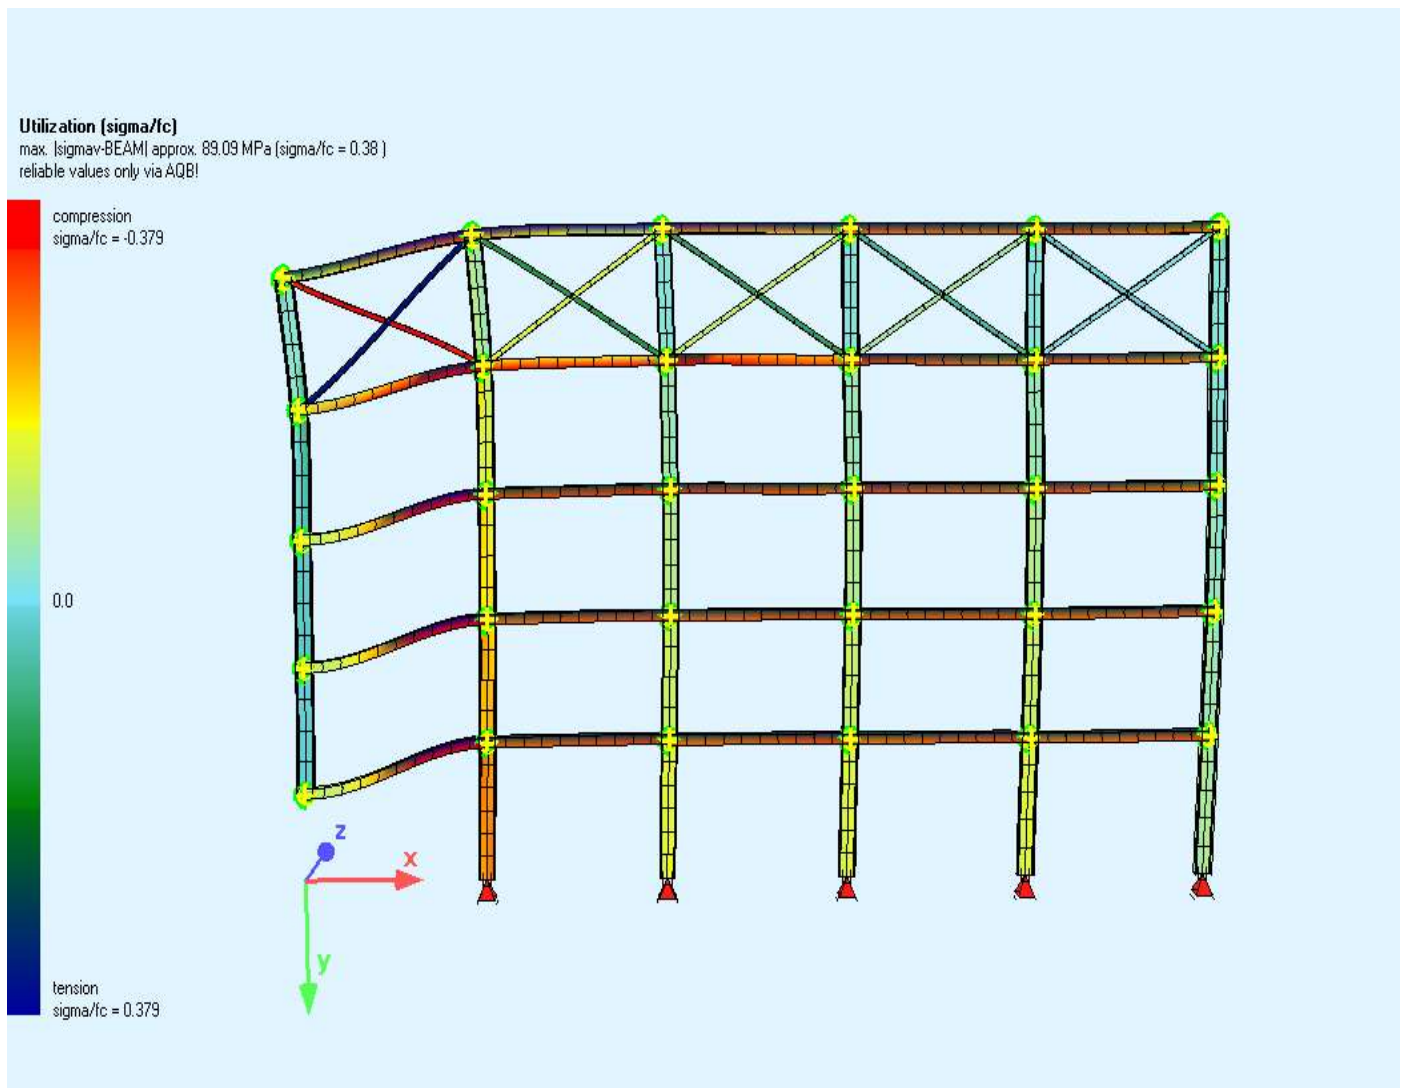 Utilization (sigma/fc)
max. |sigmav-BEAM| approx. 89.09 MPa (sigma/fc = 0.38 )
reliable values only via AQB!
compression
sigma/fc = -0.379
0.0
z
x
y
tension
sigma/fc = 0.379